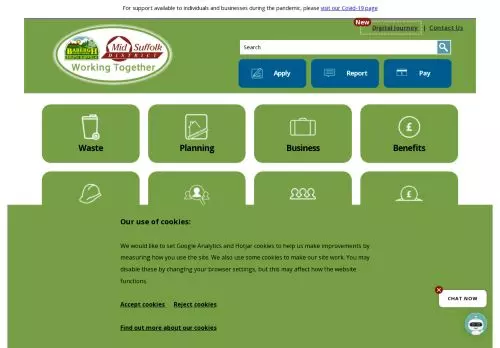 For support available to individuals and businesses during the pandemic, please visit our Covid-19 page
New
Digital Journey | Contact Us
BABERGH
Mid Suffolk
DISTRICT
Working Together
Search
Apply
Report
Pay
Waste
Planning
Business
Benefits
Our use of cookies:
We would like to set Google Analytics and Hotjar cookies to help us make improvements by
measuring how you use the site. We also use some cookies to make our site work. You may
disable these by changing your browser settings, but this may affect how the website
functions.
Accept cookies Reject cookies
Find out more about our cookies
CHAT NOW